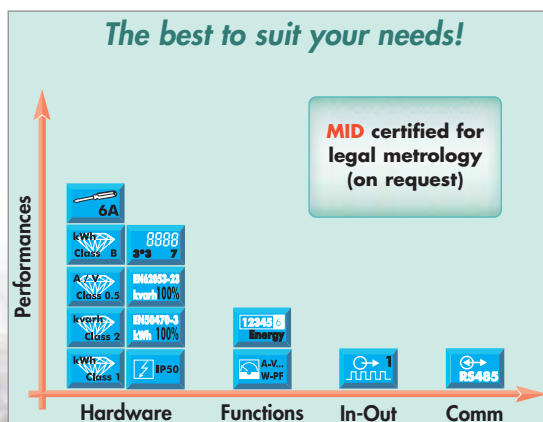 The best to suit your needs!
MID certified for
legal metrology
(on request)
Performances
6A
kWh
Class B
8888
3•3 7
A / V
Class 0.5
EN62053-23
kvarh 100%
kvarh
Class 2
EN50470-3
kWh 100%
kWh
Class 1
IP50
12345 6
Energy
A-V...
W-PF
1
RS485
Hardware Functions In-Out Comm